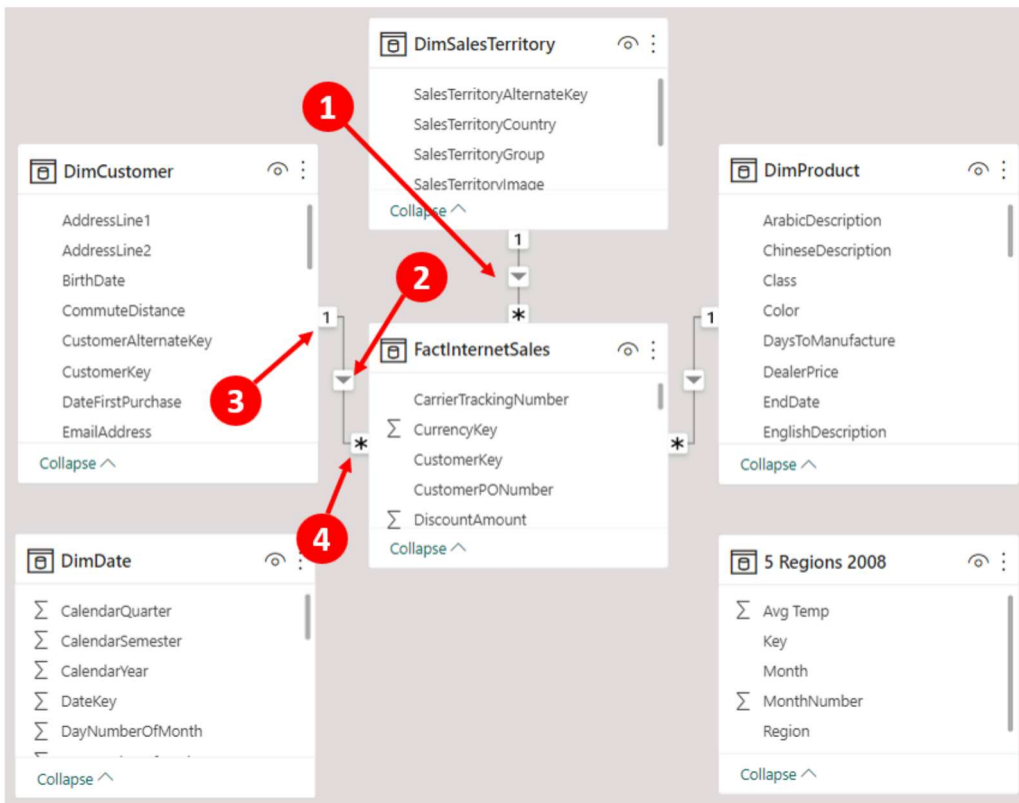 DimSalesTerritory
SalesTerritoryAlternateKey
SalesTerritoryCountry
SalesTerritoryGroup
SalesTerritoryImage
Collapse
1
DimCustomer
AddressLine1
AddressLine2
BirthDate
CommuteDistance
CustomerAlternateKey
CustomerKey
DateFirstPurchase
EmailAddress
Collapse
DimProduct
ArabicDescription
ChineseDescription
Class
Color
DaysToManufacture
DealerPrice
EndDate
EnglishDescription
Collapse
1
*
2
1
3
*
4
1
*
FactInternetSales
CarrierTrackingNumber
∑ CurrencyKey
CustomerKey
CustomerPONumber
∑ DiscountAmount
Collapse
DimDate
∑ CalendarQuarter
∑ CalendarSemester
∑ CalendarYear
∑ DateKey
∑ DayNumberOfMonth
Collapse
5 Regions 2008
∑ Avg Temp
Key
Month
∑ MonthNumber
Region
Collapse